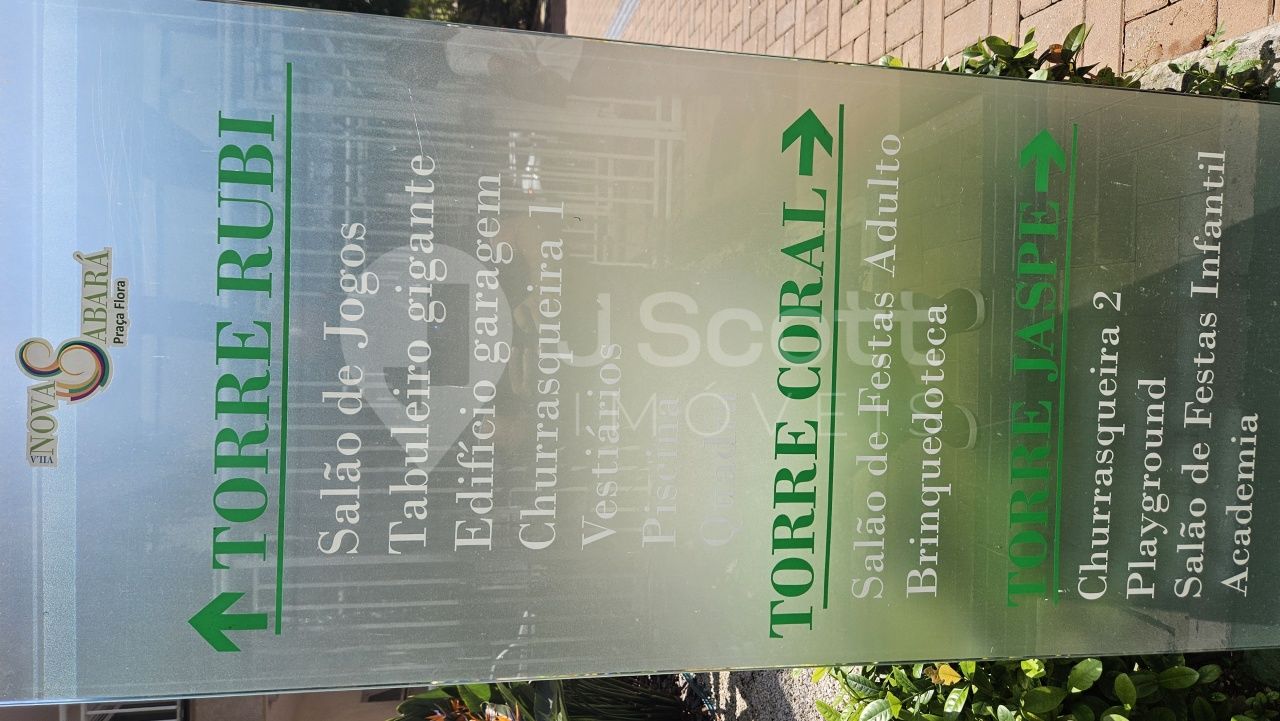 VILA
NOVA
SABARÁ
Praça Flora
TORRE RUBI
Salão de Jogos
Tabuleiro gigante
Edifício garagem
Churrasqueira 1
Vestiários
Piscina
Quadra
TORRE CORAL
Salão de Festas Adulto
Brinquedoteca
TORRE JASPE
Churrasqueira 2
Playground
Salão de Festas Infantil
Academia
J Scott
IMÓVEIS